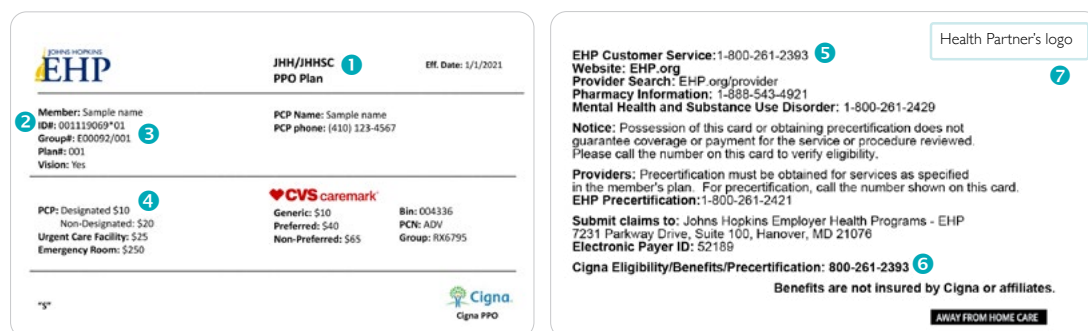 JOHNS HOPKINS
EHP
JHH/JHHSC 1
PPO Plan
Eff. Date: 1/1/2021
Member: Sample name
2 ID#: 001119069*01
Group#: E00092/001 3
Plan#: 001
Vision: Yes
PCP Name: Sample name
PCP phone: (410) 123-4567
4
PCP: Designated $10
Non-Designated: $20
Urgent Care Facility: $25
Emergency Room: $250
CVS caremark®
Generic: $10
Preferred: $40
Non-Preferred: $65
Bin: 004336
PCN: ADV
Group: RX6795
"S"
Cigna.
Cigna PPO
Health Partner's logo
7
EHP Customer Service:1-800-261-2393 5
Website: EHP.org
Provider Search: EHP.org/provider
Pharmacy Information: 1-888-543-4921
Mental Health and Substance Use Disorder: 1-800-261-2429
Notice: Possession of this card or obtaining precertification does not
guarantee coverage or payment for the service or procedure reviewed.
Please call the number on this card to verify eligibility.
Providers: Precertification must be obtained for services as specified
in the member's plan. For precertification, call the number shown on this card.
EHP Precertification:1-800-261-2421
Submit claims to: Johns Hopkins Employer Health Programs - EHP
7231 Parkway Drive, Suite 100, Hanover, MD 21076
Electronic Payer ID: 52189
Cigna Eligibility/Benefits/Precertification: 800-261-2393 6
Benefits are not insured by Cigna or affiliates.
AWAY FROM HOME CARE